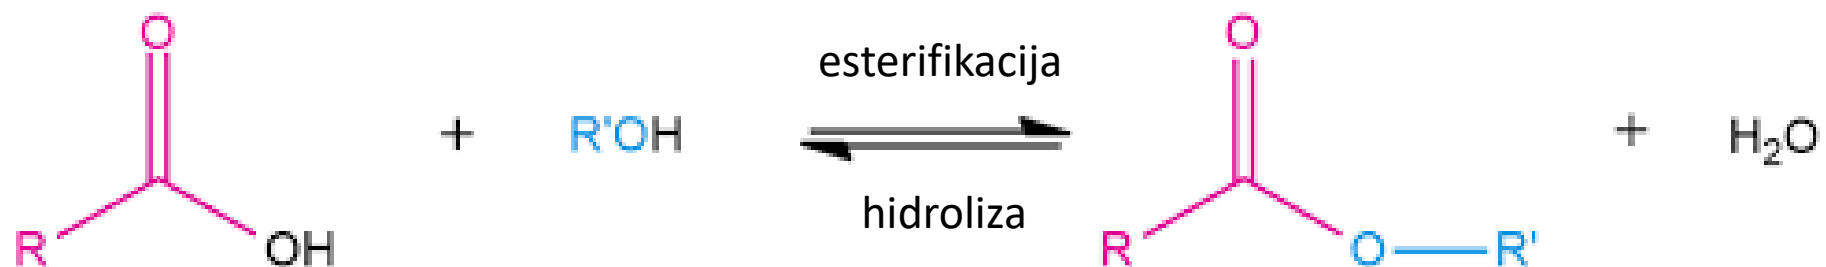 O
O
esterifikacija
+
R'OH
+
H₂O
hidroliza
R
OH
R
O
R'